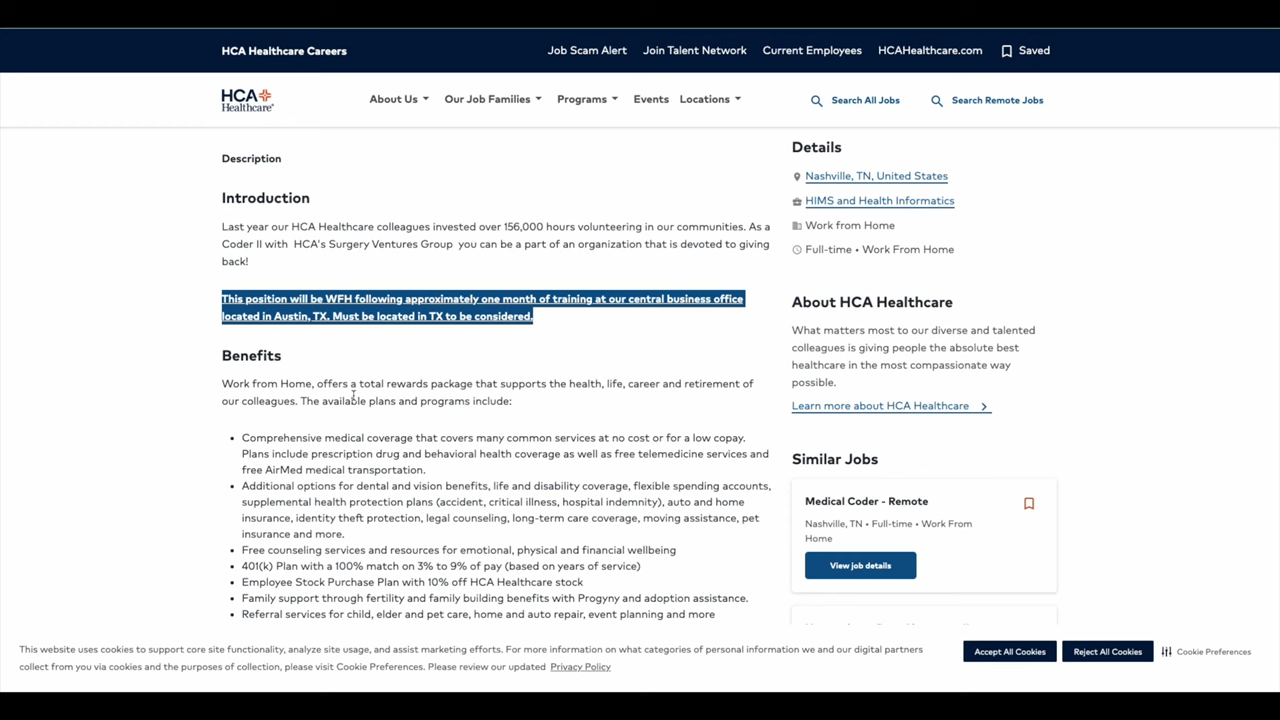 HCA Healthcare Careers
Job Scam Alert
Join Talent Network
Current Employees
HCAHealthcare.com
Saved
HCA
Healthcare®
About Us
Our Job Families
Programs
Events
Locations
Search All Jobs
Search Remote Jobs
Description
Introduction
Last year our HCA Healthcare colleagues invested over 156,000 hours volunteering in our communities. As a
Coder II with  HCA's Surgery Ventures Group  you can be a part of an organization that is devoted to giving
back!
This position will be WFH following approximately one month of training at our central business office
located in Austin, TX. Must be located in TX to be considered.
Benefits
Work from Home, offers a total rewards package that supports the health, life, career and retirement of
our colleagues. The available plans and programs include:
• Comprehensive medical coverage that covers many common services at no cost or for a low copay.
Plans include prescription drug and behavioral health coverage as well as free telemedicine services and
free AirMed medical transportation.
• Additional options for dental and vision benefits, life and disability coverage, flexible spending accounts,
supplemental health protection plans (accident, critical illness, hospital indemnity), auto and home
insurance, identity theft protection, legal counseling, long-term care coverage, moving assistance, pet
insurance and more.
• Free counseling services and resources for emotional, physical and financial wellbeing
• 401(k) Plan with a 100% match on 3% to 9% of pay (based on years of service)
• Employee Stock Purchase Plan with 10% off HCA Healthcare stock
• Family support through fertility and family building benefits with Progyny and adoption assistance.
• Referral services for child, elder and pet care, home and auto repair, event planning and more
Details
Nashville, TN, United States
HIMS and Health Informatics
Work from Home
Full-time • Work From Home
About HCA Healthcare
What matters most to our diverse and talented
colleagues is giving people the absolute best
healthcare in the most compassionate way
possible.
Learn more about HCA Healthcare
Similar Jobs
Medical Coder - Remote
Nashville, TN • Full-time • Work From
Home
View job details
This website uses cookies to support core site functionality, analyze site usage, and assist marketing efforts. For more information on what categories of personal information we and our digital partners
collect from you via cookies and the purposes of collection, please visit Cookie Preferences. Please review our updated Privacy Policy
Accept All Cookies
Reject All Cookies
Cookie Preferences